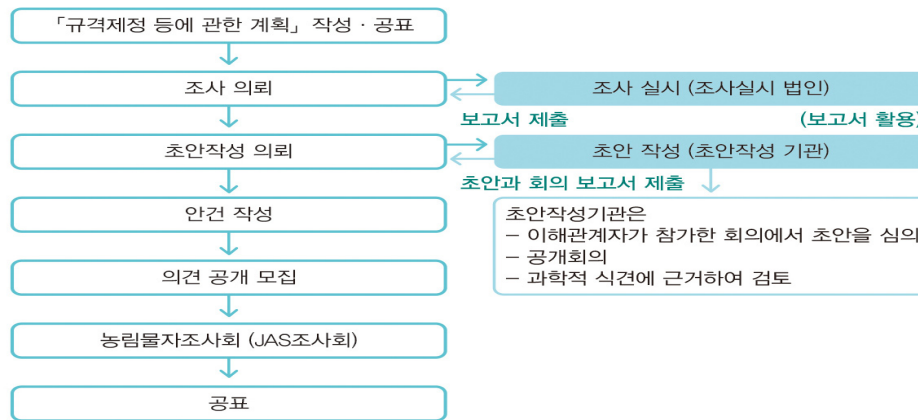 「규격제정 등에 관한 계획」 작성 · 공표
조사 의뢰
조사 실시 (조사실시 법인)
보고서 제출
(보고서 활용)
초안작성 의뢰
초안 작성 (초안작성 기관)
초안과 회의 보고서 제출
안건 작성
초안작성기관은
– 이해관계자가 참가한 회의에서 초안을 심의
– 공개회의
– 과학적 식견에 근거하여 검토
의견 공개 모집
농림물자조사회 (JAS조사회)
공표